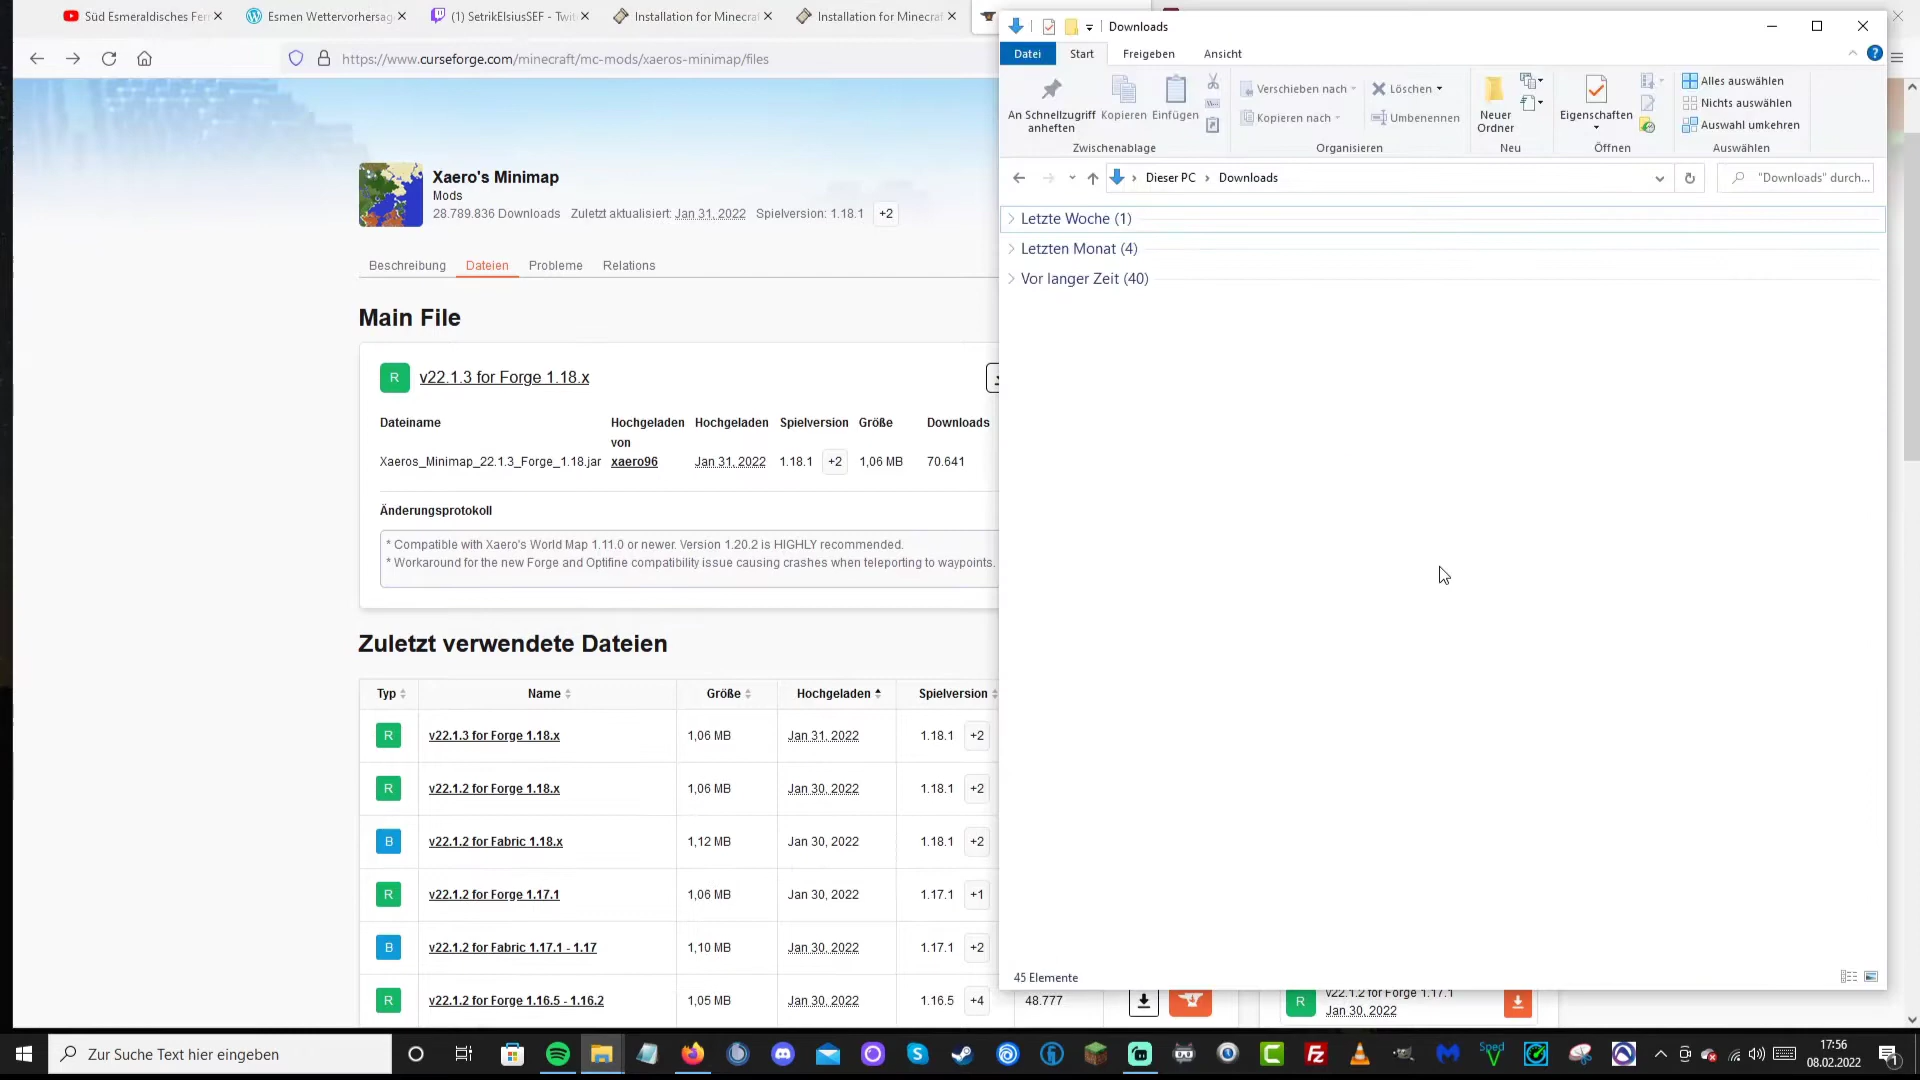 Süd Esmeraldisches Fer
Esmen Wettervorhersag
(1) SetrikElsiusSEF - Twit
Installation for Minecra
Installation for Minecra
https://www.curseforge.com/minecraft/mc-mods/xaeros-minimap/files
Xaero's Minimap
Mods
28.789.836 Downloads Zuletzt aktualisiert: Jan 31, 2022 Spielversion: 1.18.1 +2
Beschreibung Dateien Probleme Relations
Main File
R v22.1.3 for Forge 1.18.x
Dateiname Hochgeladen von Hochgeladen Spielversion Größe Downloads
Xaeros_Minimap_22.1.3_Forge_1.18.jar xaero96 Jan 31, 2022 1.18.1 +2 1,06 MB 70.641
Änderungsprotokoll
* Compatible with Xaero's World Map 1.11.0 or newer. Version 1.20.2 is HIGHLY recommended.
* Workaround for the new Forge and Optifine compatibility issue causing crashes when teleporting to waypoints.
Zuletzt verwendete Dateien
Typ Name Größe Hochgeladen Spielversion
R v22.1.3 for Forge 1.18.x 1,06 MB Jan 31, 2022 1.18.1 +2
R v22.1.2 for Forge 1.18.x 1,06 MB Jan 30, 2022 1.18.1 +2
B v22.1.2 for Fabric 1.18.x 1,12 MB Jan 30, 2022 1.18.1 +2
R v22.1.2 for Forge 1.17.1 1,06 MB Jan 30, 2022 1.17.1 +1
B v22.1.2 for Fabric 1.17.1 - 1.17 1,10 MB Jan 30, 2022 1.17.1 +2
R v22.1.2 for Forge 1.16.5 - 1.16.2 1,05 MB Jan 30, 2022 1.16.5 +4 48.777
R v22.1.2 for Forge 1.17.1
Jan 30, 2022
Downloads
Datei Start Freigeben Ansicht
An Schnellzugriff anheften
Kopieren
Einfügen
Zwischenablage
Verschieben nach
Kopieren nach
Löschen
Umbenennen
Organisieren
Neuer Ordner
Neu
Eigenschaften
Öffnen
Alles auswählen
Nichts auswählen
Auswahl umkehren
Auswählen
Dieser PC > Downloads
"Downloads" durch...
Letzte Woche (1)
Letzten Monat (4)
Vor langer Zeit (40)
45 Elemente
Zur Suche Text hier eingeben
Sped
17:56
08.02.2022
1